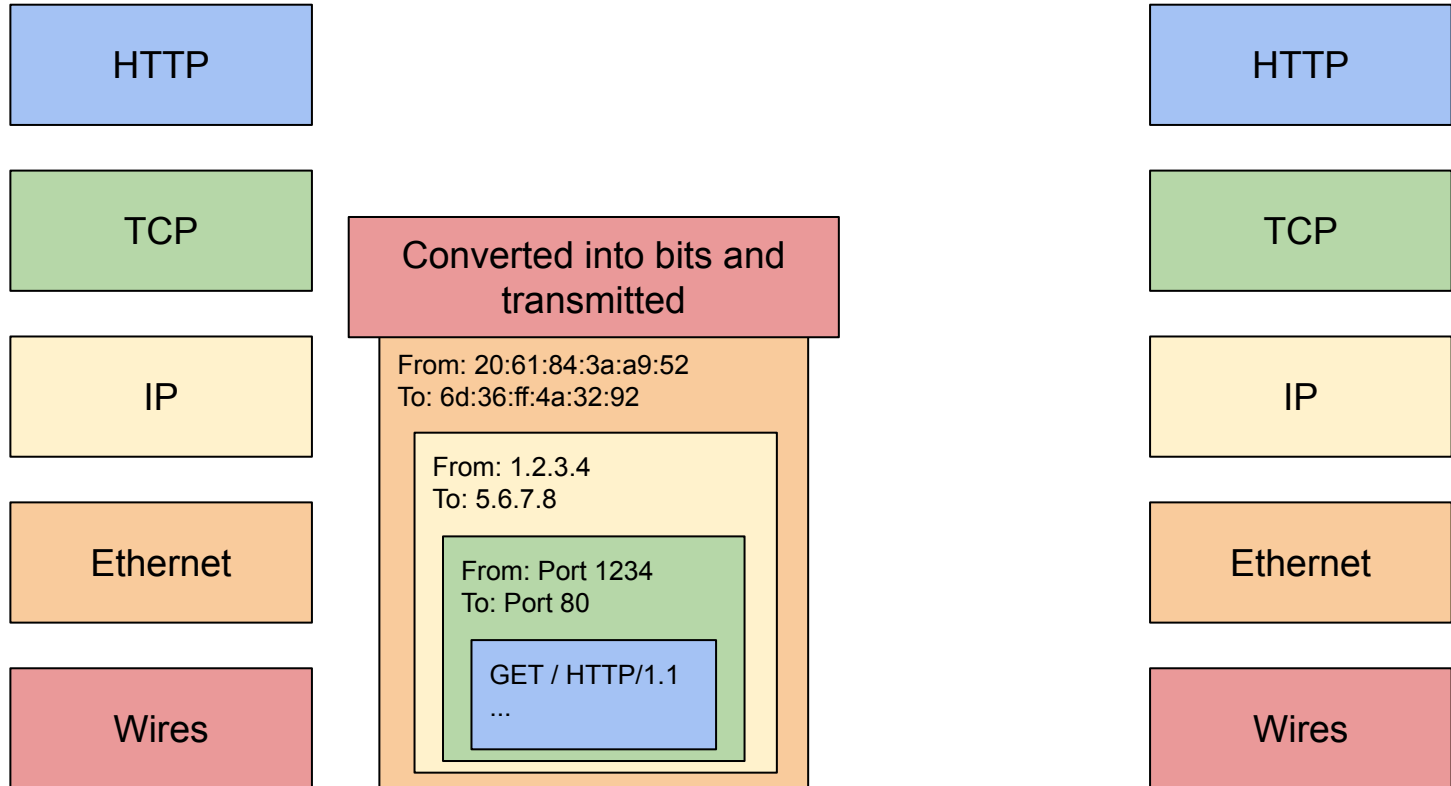 HTTP
TCP
IP
Ethernet
Wires
Converted into bits and
transmitted
From: 20:61:84:3a:a9:52
To: 6d:36:ff:4a:32:92
From: 1.2.3.4
To: 5.6.7.8
From: Port 1234
To: Port 80
GET / HTTP/1.1
...
HTTP
TCP
IP
Ethernet
Wires